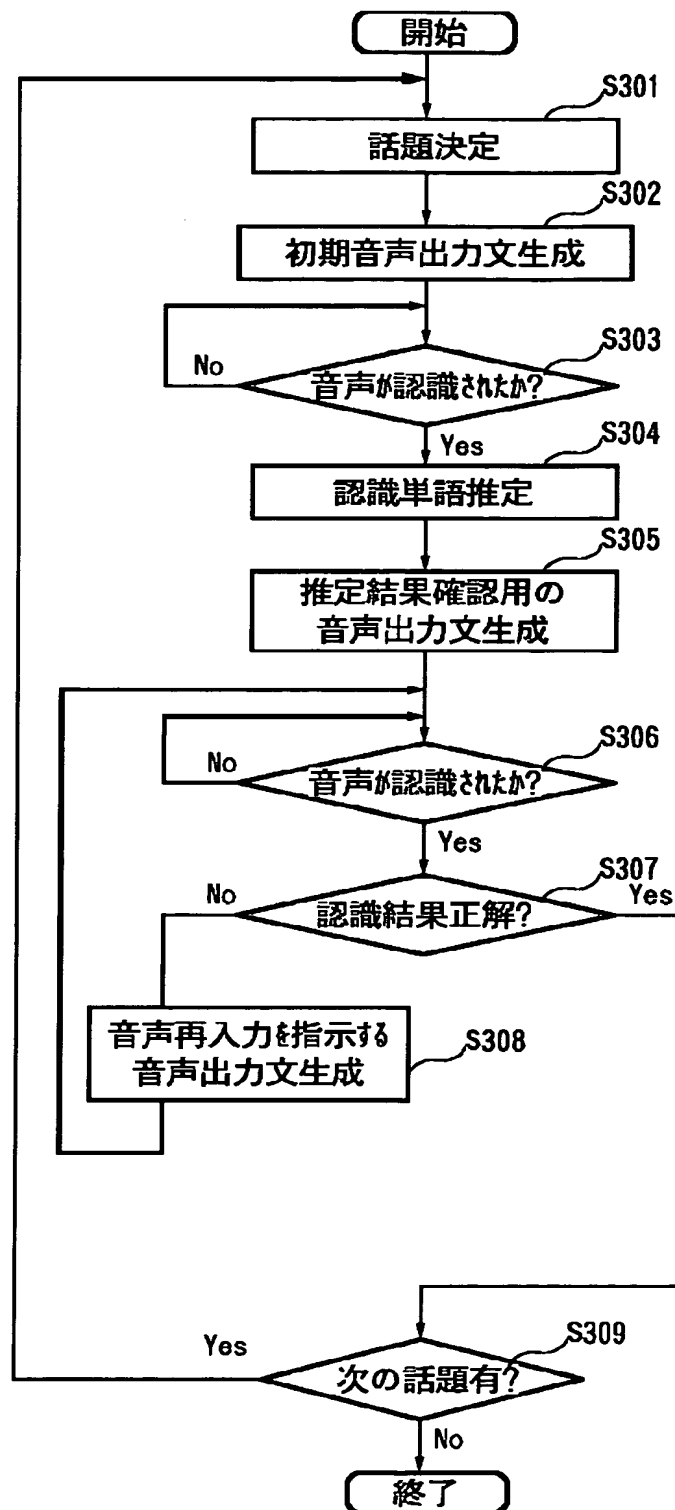 開始
S301
話題決定
S302
初期音声出力文生成
S303
No
音声が認識されたか?
Yes
S304
認識単語推定
S305
推定結果確認用の
音声出力文生成
S306
No
音声が認識されたか?
Yes
S307
No
認識結果正解?
Yes
音声再入力を指示する
音声出力文生成
S308
S309
Yes
次の話題有?
No
終了